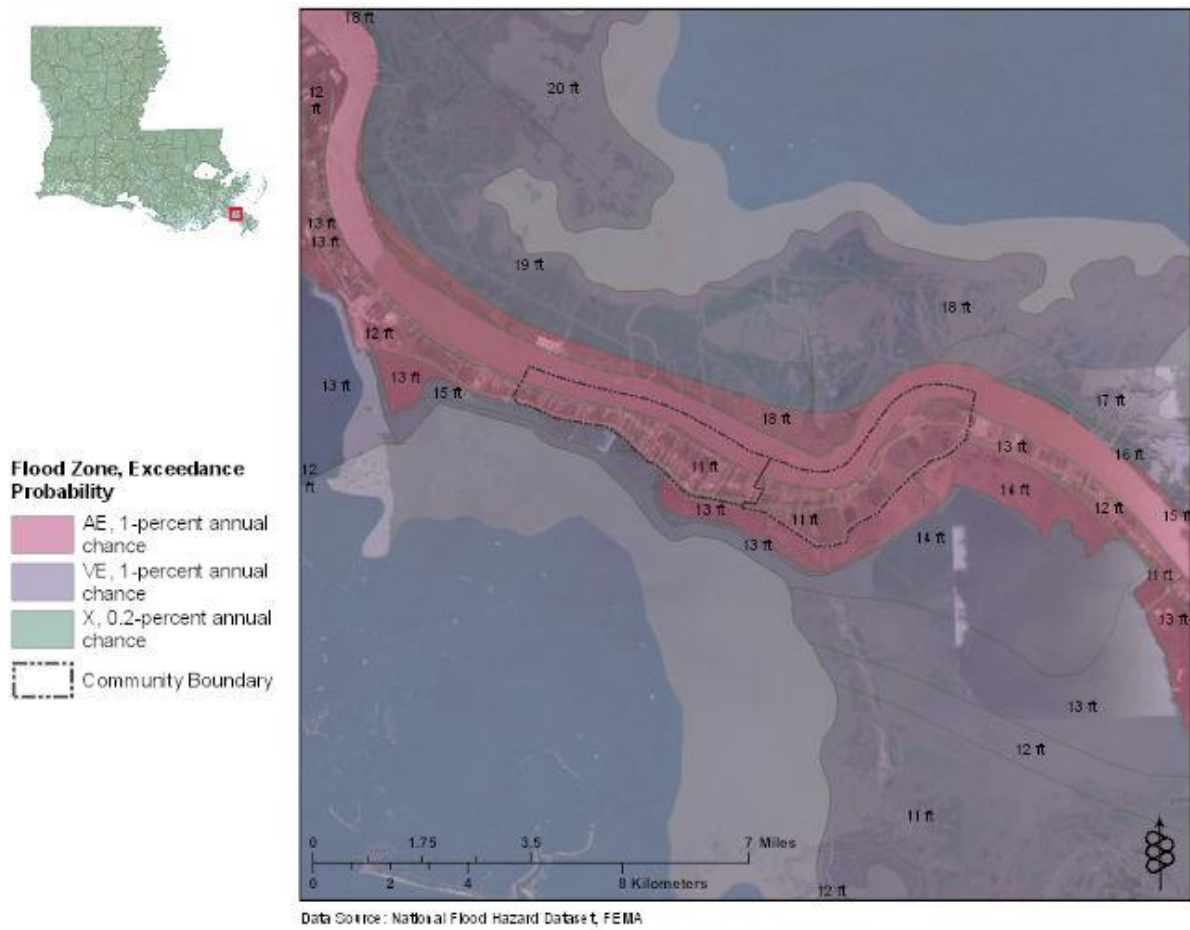 18 ft
20 ft
12
ft
13 ft
13 ft
19 ft
18 ft
12 ft
13 ft
13 ft
15 ft
17 ft
18 ft
13 ft
16 ft
Flood Zone, Exceedance
Probability
AE, 1-percent annual
chance
VE, 1-percent annual
chance
X, 0.2-percent annual
chance
Community Boundary
12
ft
11 ft
14 ft
12 ft
15 ft
13 ft
11 ft
13 ft
14 ft
11 ft
13 ft
13 ft
12 ft
11 ft
0 1.75 3.5 7 Miles
0 2 4 8 Kilometers
12 ft
Data Source: National Flood Hazard Dataset, FEMA